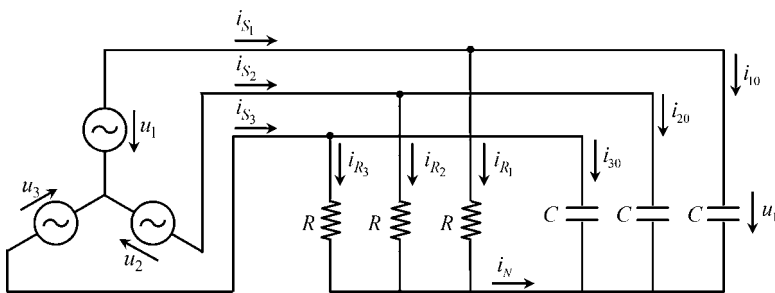 i_{S_1}
i_{S_2}
i_{S_3}
i_{10}
i_{20}
i_{30}
u_1
i_{R_3}
i_{R_2}
i_{R_1}
u_3
u_2
R
R
R
C
C
C
u_1
i_N